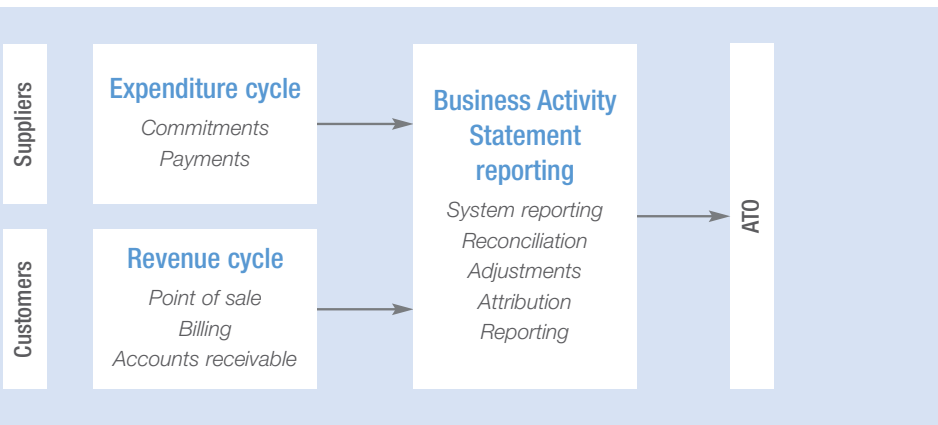 Suppliers
Expenditure cycle
Commitments
Payments
Customers
Revenue cycle
Point of sale
Billing
Accounts receivable
Business Activity
Statement
reporting
System reporting
Reconciliation
Adjustments
Attribution
Reporting
ATO